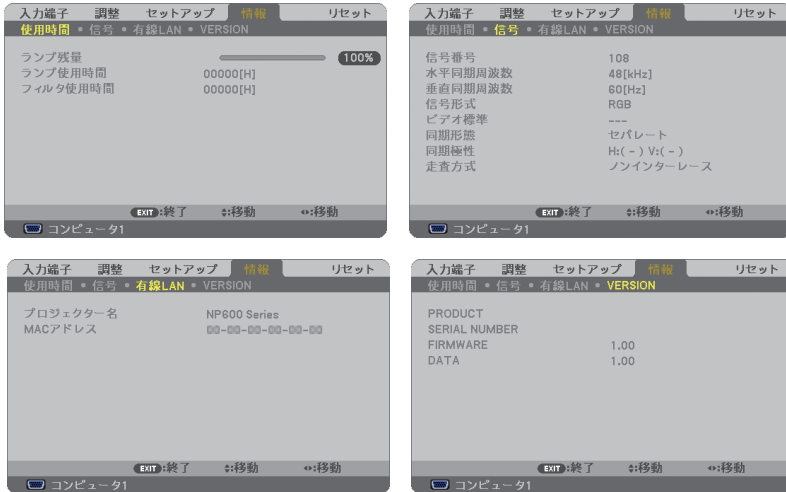 入力端子 調整 セットアップ 情報 リセット
使用時間 • 信号 • 有線LAN • VERSION
ランプ残量 100%
ランプ使用時間 00000[H]
フィルタ使用時間 00000[H]
EXIT:終了 :移動 :移動
コンピュータ1
入力端子 調整 セットアップ 情報 リセット
使用時間 • 信号 • 有線LAN • VERSION
信号番号 108
水平同期周波数 48[kHz]
垂直同期周波数 60[Hz]
信号形式 RGB
ビデオ標準 ---
同期形態 セパレート
同期極性 H:( - ) V:( - )
走査方式 ノンインターレース
EXIT:終了 :移動 :移動
コンピュータ1
入力端子 調整 セットアップ 情報 リセット
使用時間 • 信号 • 有線LAN • VERSION
プロジェクター名 NP600 Series
MACアドレス 00-00-00-00-00-00
EXIT:終了 :移動 :移動
コンピュータ1
入力端子 調整 セットアップ 情報 リセット
使用時間 • 信号 • 有線LAN • VERSION
PRODUCT
SERIAL NUMBER
FIRMWARE 1.00
DATA 1.00
EXIT:終了 :移動 :移動
コンピュータ1